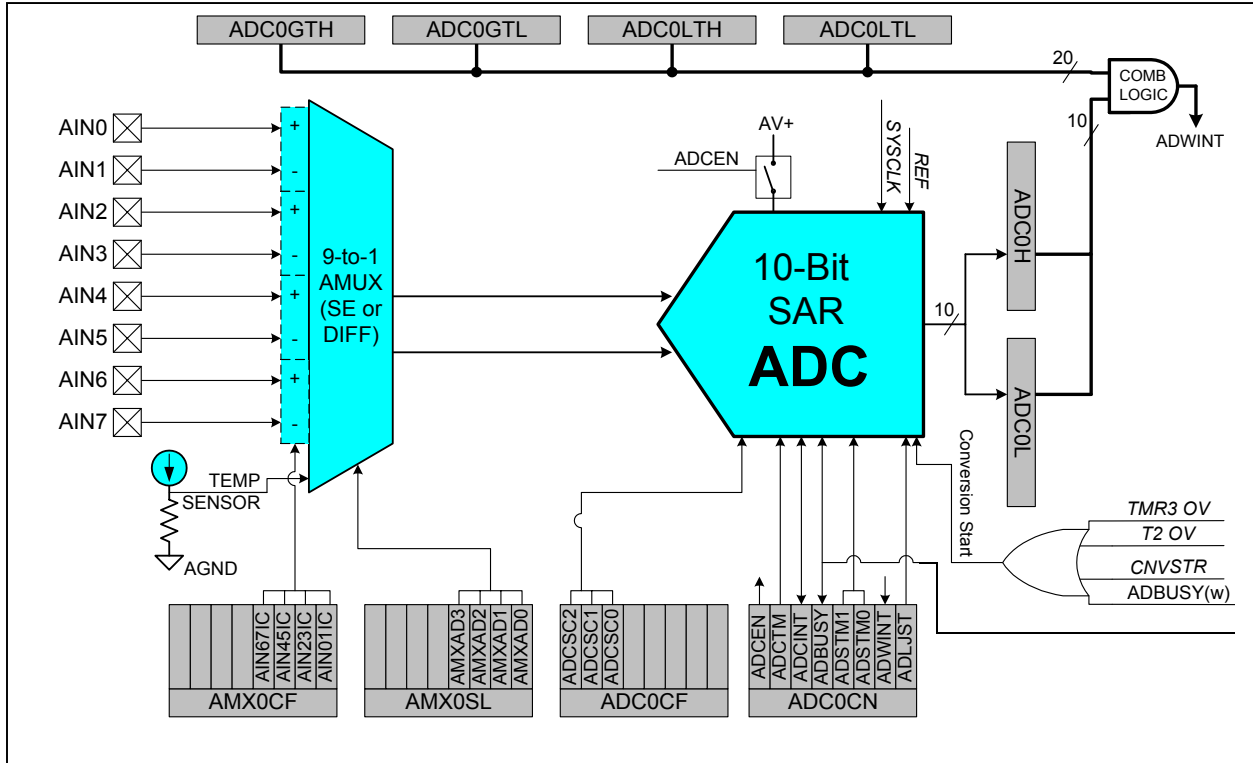 ADC0GTH
ADC0GTL
ADC0LTH
ADC0LTL
20
COMB
LOGIC
10
ADWINT
AV+
ADCEN
SYSCLK
REF
AIN0
AIN1
AIN2
AIN3
AIN4
AIN5
AIN6
AIN7
+
-
+
-
+
-
+
-
9-to-1
AMUX
(SE or
DIFF)
10-Bit
SAR
ADC
10
ADC0H
ADC0L
TEMP
SENSOR
AGND
Conversion Start
TMR3 OV
T2 OV
CNVSTR
ADBUSY(w)
AIN67IC
AIN45IC
AIN23IC
AIN01IC
AMX0CF
AMXAD3
AMXAD2
AMXAD1
AMXAD0
AMX0SL
ADCSC2
ADCSC1
ADCSC0
ADC0CF
ADCEN
ADCTM
ADCINT
ADBUSY
ADSTM1
ADSTM0
ADWINT
ADLJST
ADC0CN